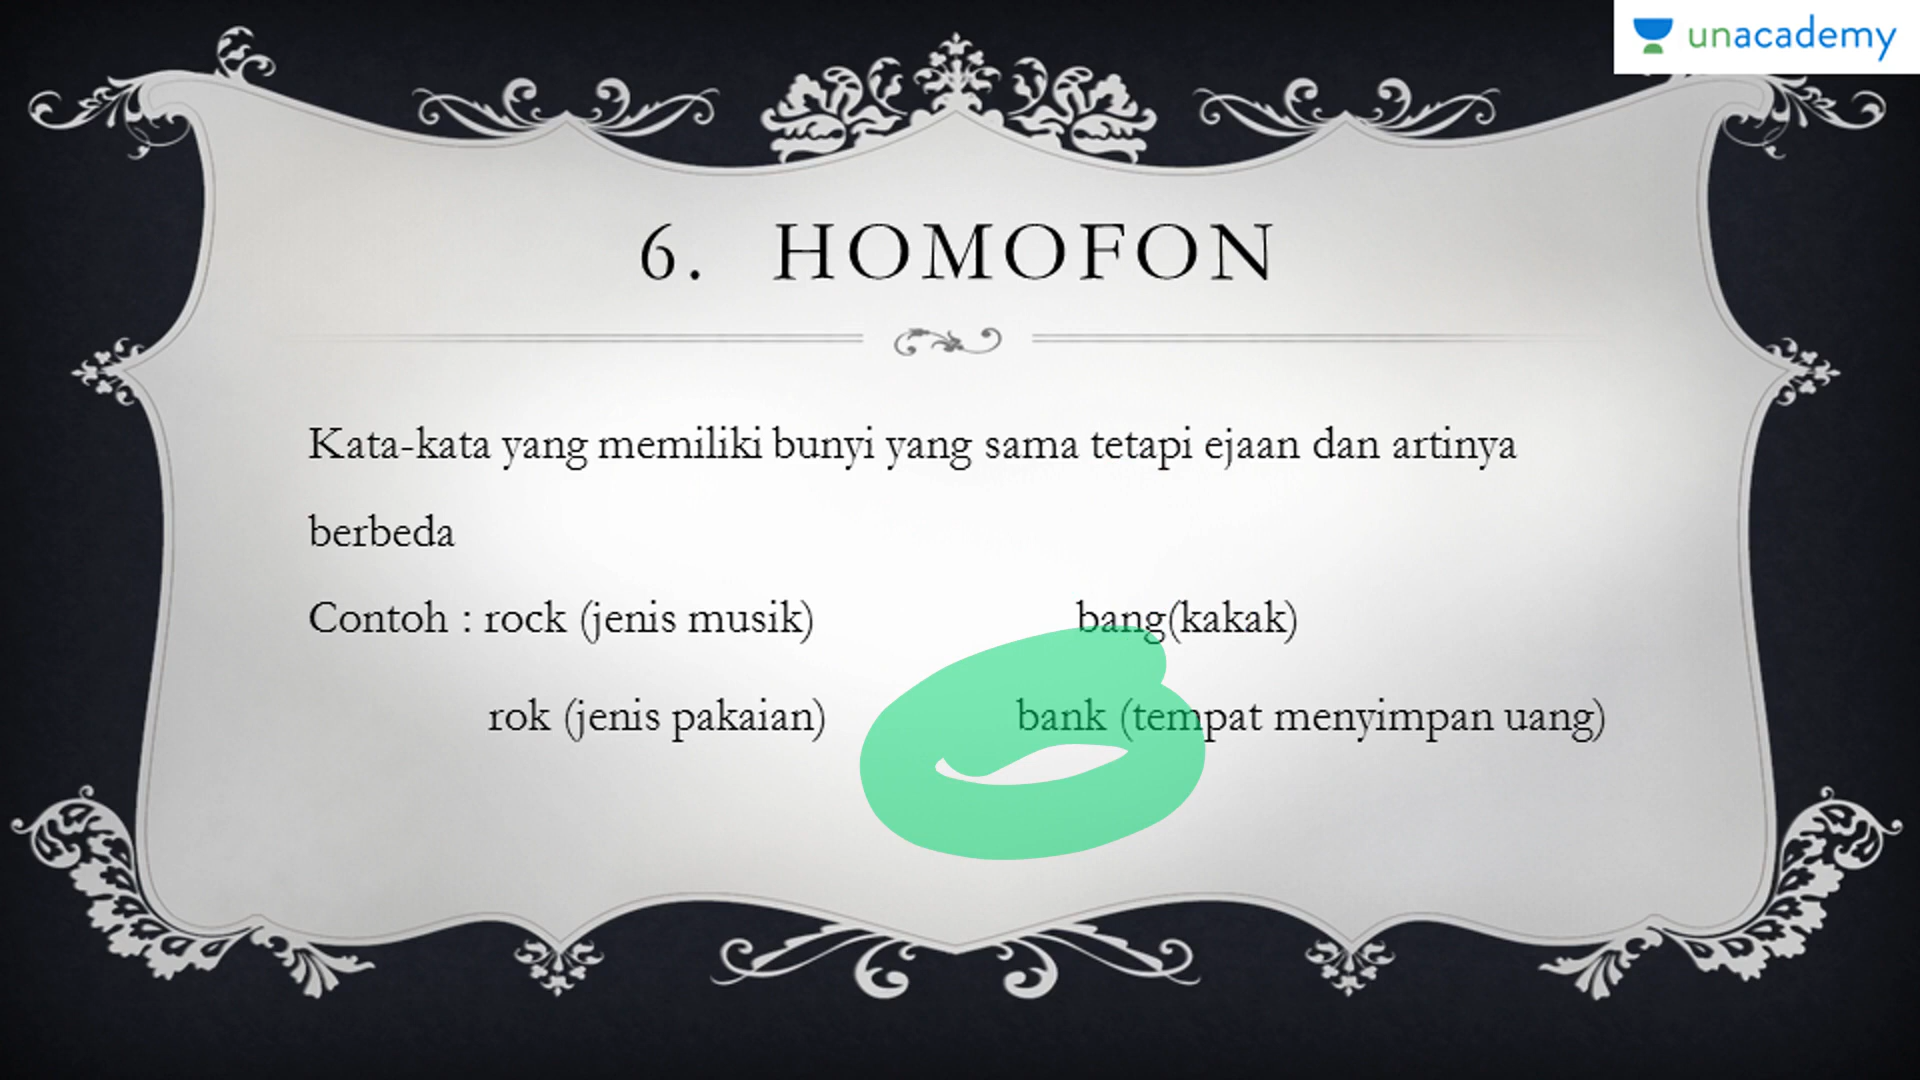 unacademy
6. HOMOFON
Kata-kata yang memiliki bunyi yang sama tetapi ejaan dan artinya
berbeda
Contoh : rock (jenis musik) bang(kakak)
rok (jenis pakaian) bank (tempat menyimpan uang)